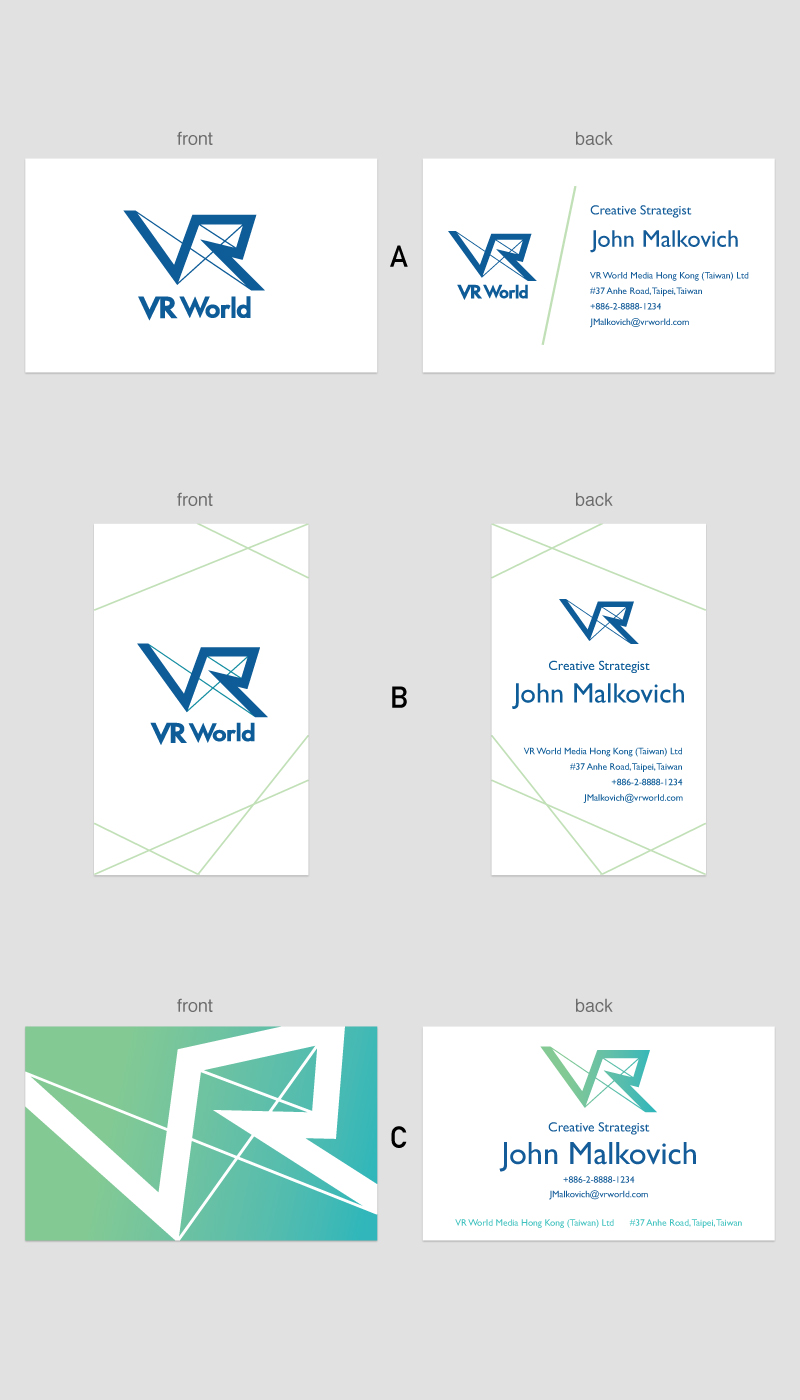 front
back
VR World
A
VR World
Creative Strategist
John Malkovich
VR World Media Hong Kong (Taiwan) Ltd
#37 Anhe Road, Taipei, Taiwan
+886-2-8888-1234
JMalkovich@vrworld.com
front
back
VR World
B
VR
Creative Strategist
John Malkovich
VR World Media Hong Kong (Taiwan) Ltd
#37 Anhe Road, Taipei, Taiwan
+886-2-8888-1234
JMalkovich@vrworld.com
front
back
VR
C
VR
Creative Strategist
John Malkovich
+886-2-8888-1234
JMalkovich@vrworld.com
VR World Media Hong Kong (Taiwan) Ltd #37 Anhe Road, Taipei, Taiwan